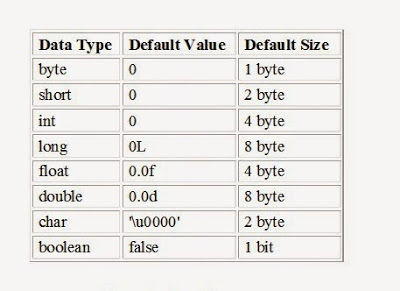 Data Type Default Value Default Size
byte 0 1 byte
short 0 2 byte
int 0 4 byte
long 0L 8 byte
float 0.0f 4 byte
double 0.0d 8 byte
char '\u0000' 2 byte
boolean false 1 bit